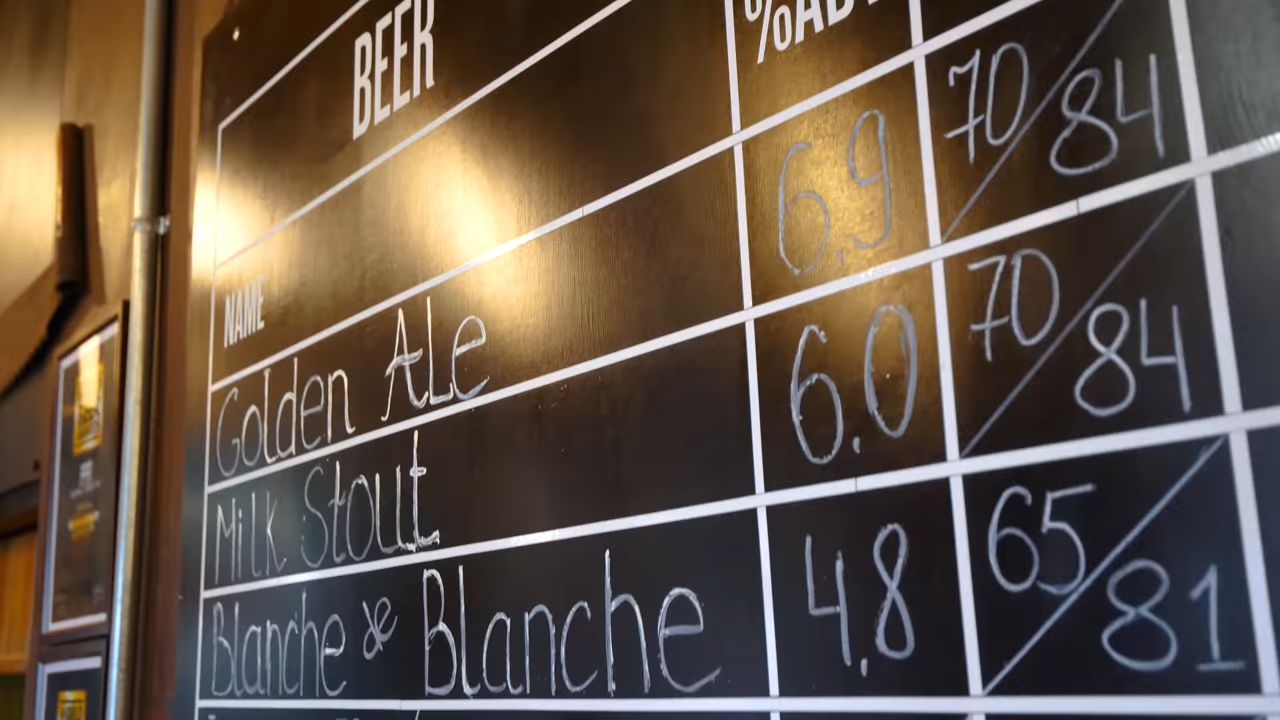 BEER
%AB
NAME
Golden Ale 6.9 70/84
Milk Stout 6.0 70/84
Blanche de Blanche 4.8 65/81